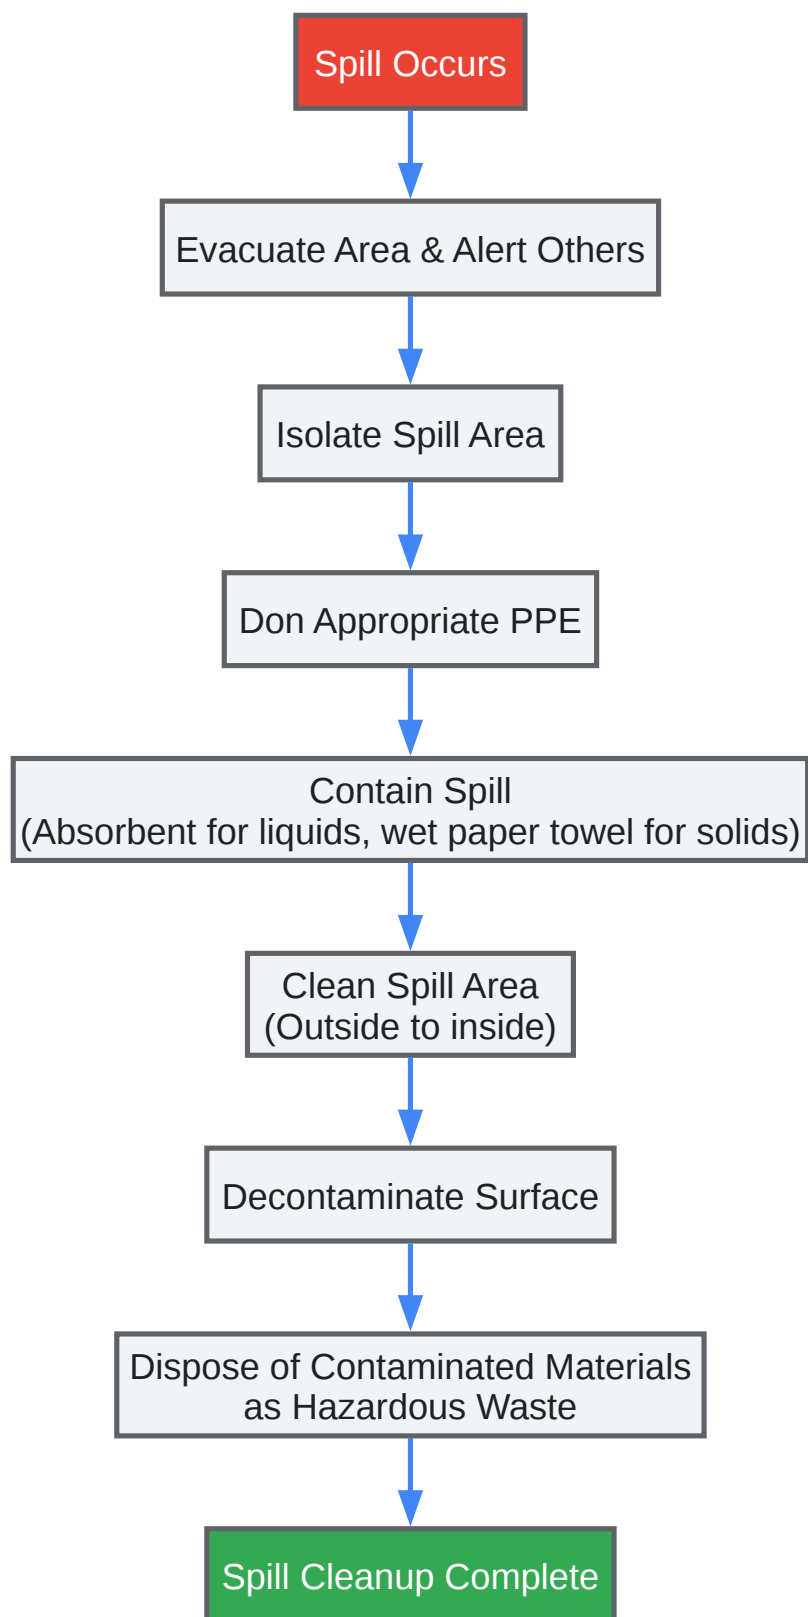 Spill Occurs
Evacuate Area & Alert Others
Isolate Spill Area
Don Appropriate PPE
Contain Spill
(Absorbent for liquids, wet paper towel for solids)
Clean Spill Area
(Outside to inside)
Decontaminate Surface
Dispose of Contaminated Materials
as Hazardous Waste
Spill Cleanup Complete